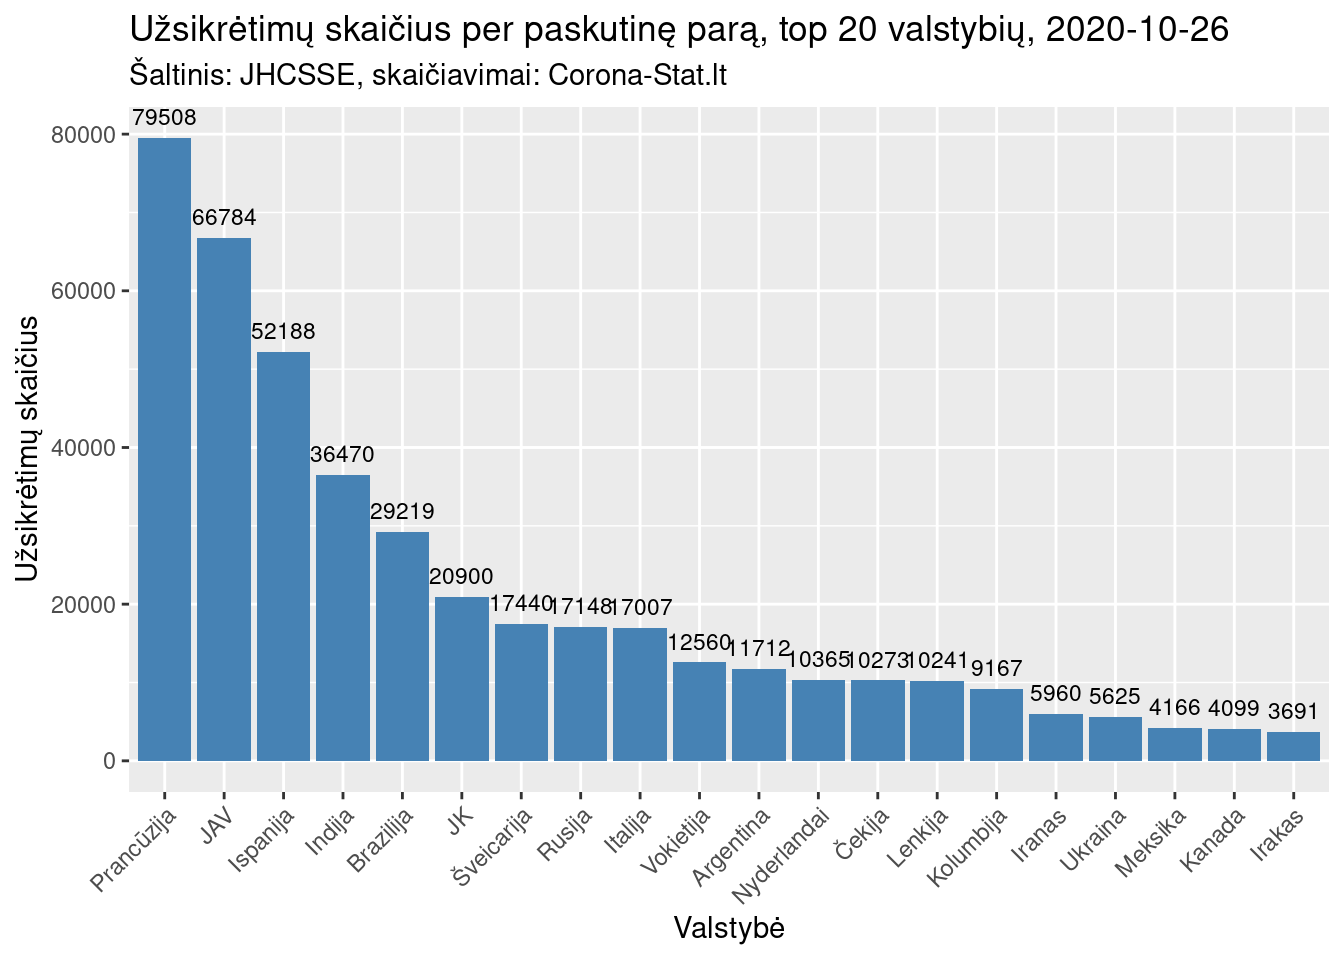 Užsikrėtimų skaičius per paskutinę parą, top 20 valstybių, 2020-10-26
Šaltinis: JHCSSE, skaičiavimai: Corona-Stat.lt
Užsikrėtimų skaičius
80000
60000
40000
20000
0
79508
66784
52188
36470
29219
20900
17440
17148
17007
12560
11712
10365
10273
10241
9167
5960
5625
4166
4099
3691
Prancūzija
JAV
Ispanija
Indija
Brazilija
JK
Šveicarija
Rusija
Italija
Vokietija
Argentina
Nyderlandai
Čekija
Lenkija
Kolumbija
Iranas
Ukraina
Meksika
Kanada
Irakas
Valstybė